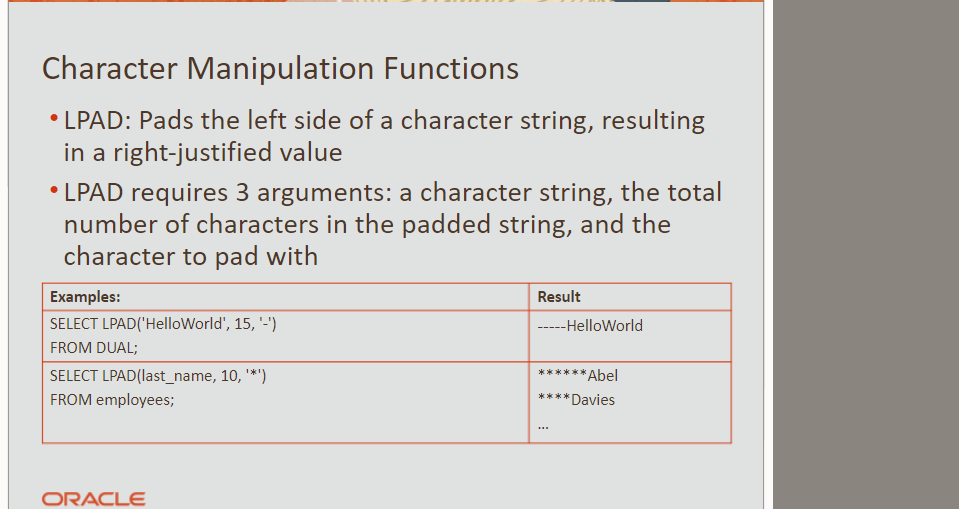 Character Manipulation Functions
•LPAD: Pads the left side of a character string, resulting
in a right-justified value
•LPAD requires 3 arguments: a character string, the total
number of characters in the padded string, and the
character to pad with
Examples: Result
SELECT LPAD('HelloWorld', 15, '-')
FROM DUAL;
-----HelloWorld
SELECT LPAD(last_name, 10, '*')
FROM employees;
******Abel
****Davies
...
ORACLE